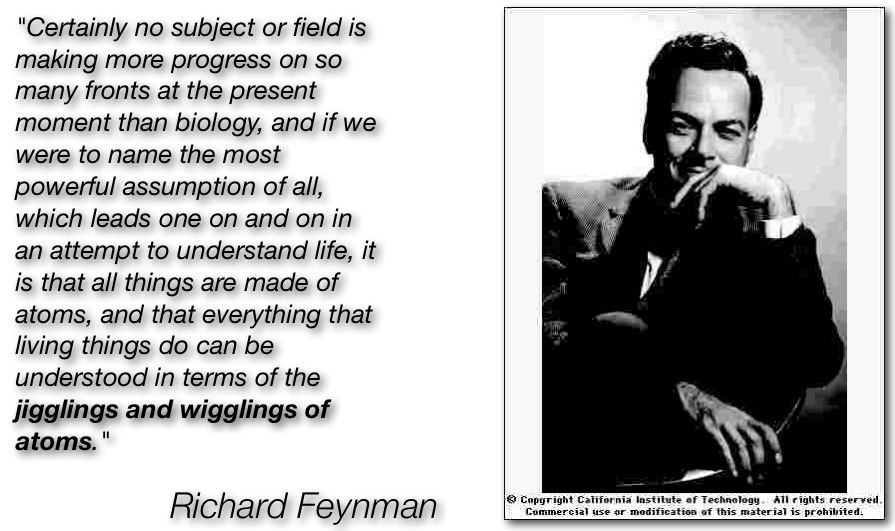 "Certainly no subject or field is
making more progress on so
many fronts at the present
moment than biology, and if we
were to name the most
powerful assumption of all,
which leads one on and on in
an attempt to understand life, it
is that all things are made of
atoms, and that everything that
living things do can be
understood in terms of the
jigglings and wigglings of
atoms."
Richard Feynman
© Copyright California Institute of Technology. All rights reserved.
Commercial use or modification of this material is prohibited.